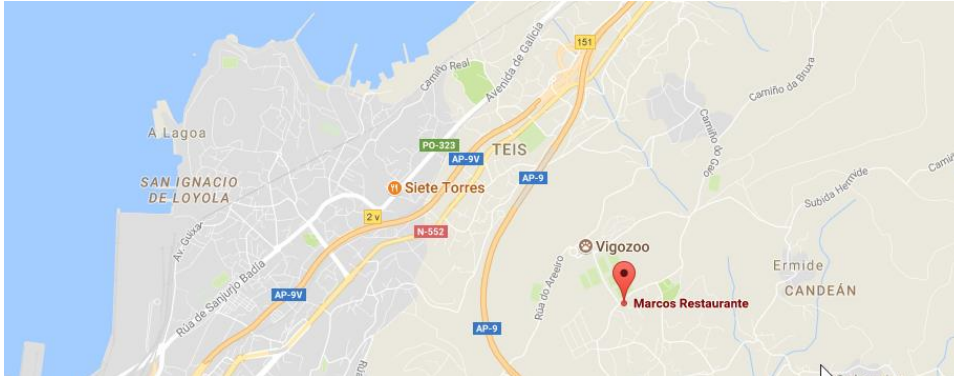 151
Avenida de Galicia
Camiño Real
Camiño da Bruxa
Camiño do Gao
A Lagoa
PO-323
AP-9V
TEIS
AP-9
SAN IGNACIO
DE LOYOLA
Siete Torres
Subida Hermide
2 v
N-552
Av. Guixar
Vigozoo
Rúa de Sanjurjo Badía
Rúa do Areeiro
Ermide
CANDEÁN
AP-9V
Marcos Restaurante
AP-9
Rúa